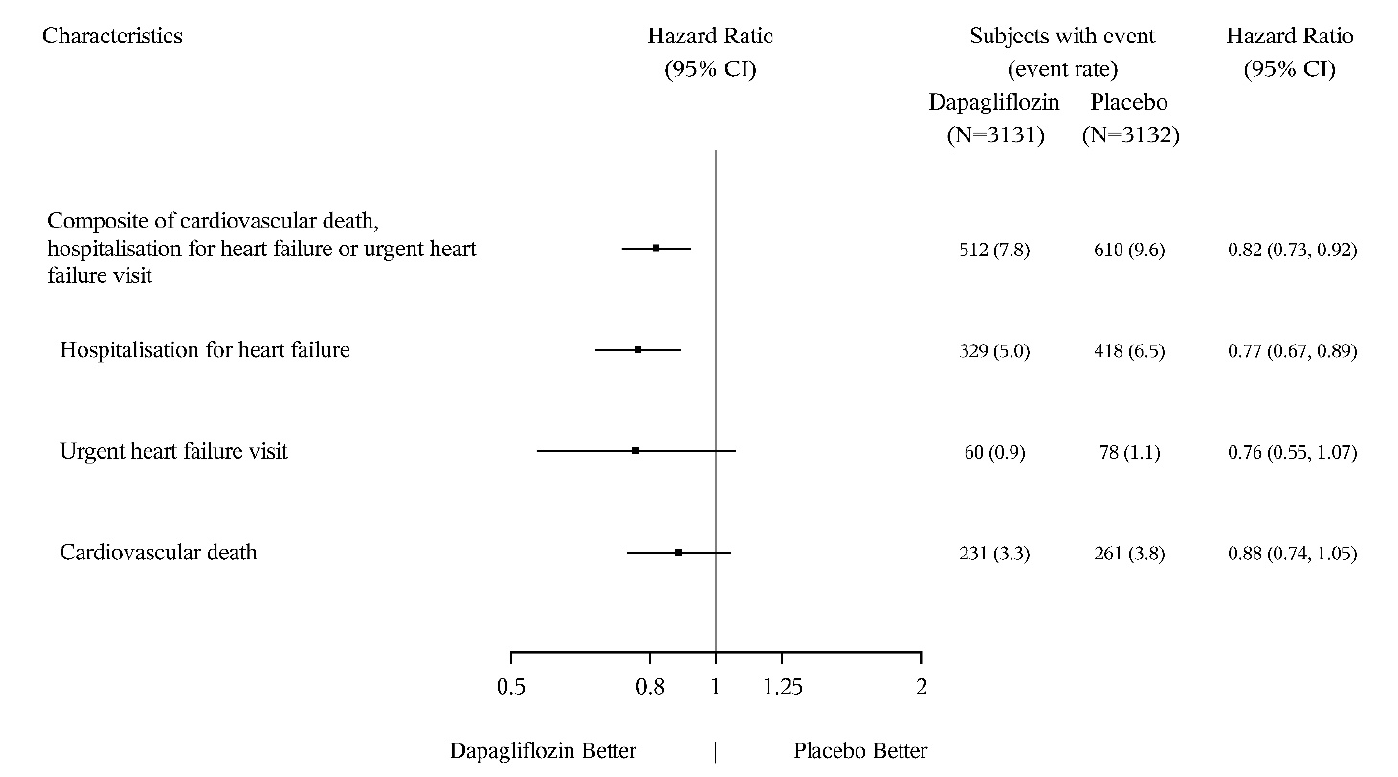 Characteristics
Hazard Ratio
(95% CI)
Subjects with event
(event rate)
Hazard Ratio
(95% CI)
Dapagliflozin Placebo
(N=3131) (N=3132)
Composite of cardiovascular death,
hospitalisation for heart failure or urgent heart
failure visit
512 (7.8) 610 (9.6) 0.82 (0.73, 0.92)
Hospitalisation for heart failure 329 (5.0) 418 (6.5) 0.77 (0.67, 0.89)
Urgent heart failure visit 60 (0.9) 78 (1.1) 0.76 (0.55, 1.07)
Cardiovascular death 231 (3.3) 261 (3.8) 0.88 (0.74, 1.05)
0.5 0.8 1 1.25 2
Dapagliflozin Better | Placebo Better